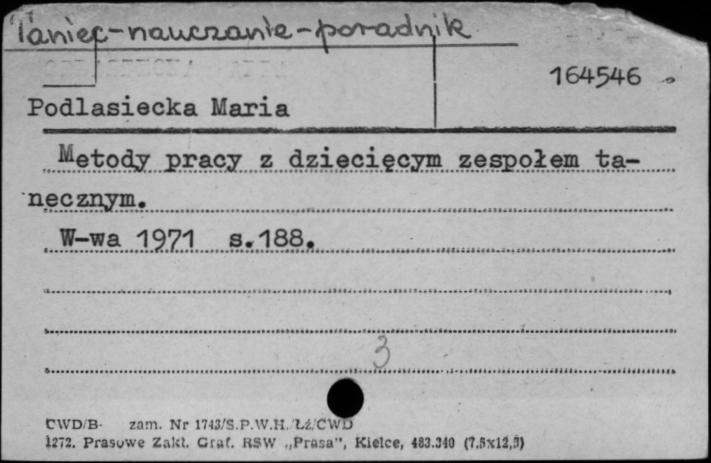 Taniec-nauczanie-poradnik
164546
Podlasiecka Maria
Metody pracy z dziecięcym zespołem ta-
necznym.
W-wa 1971 s.188.
3
CWD/B- zam. Nr 1743/S.P.W.H. Łź/CWD
1272. Prasowe Zakł. Graf. RSW „Prasa”, Kielce, 483.340 (7,5x12,5)